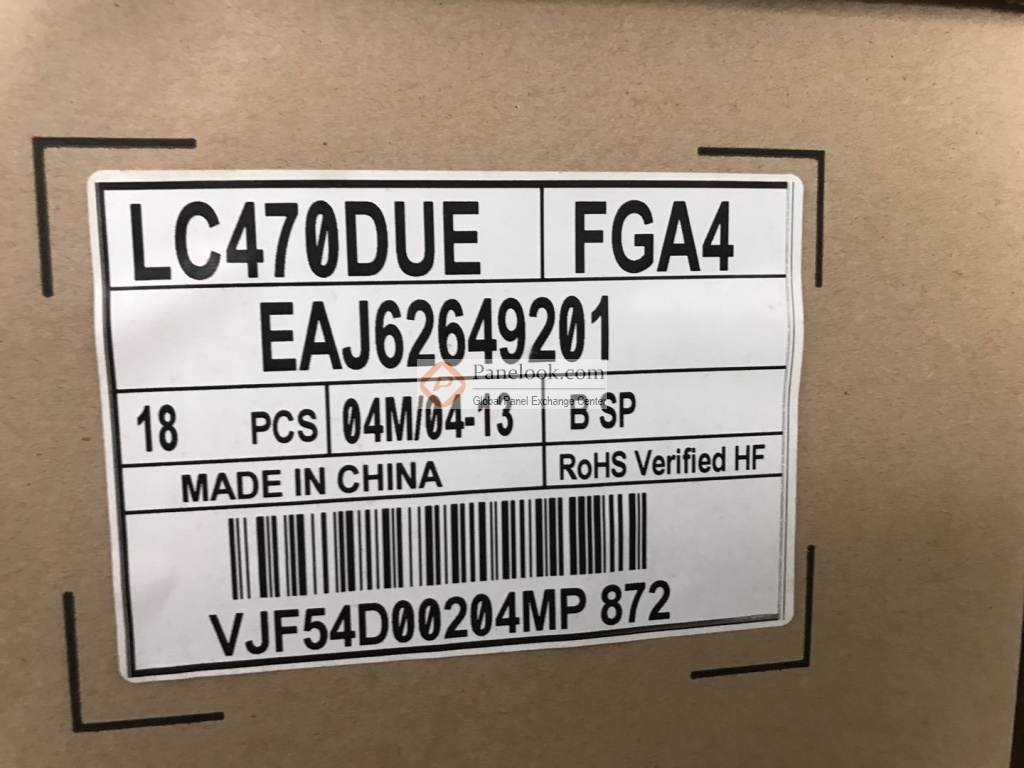 LC470DUE FGA4
EAJ62649201
Panelook.com
Global Panel Exchange Center
18 PCS 04M/04-13 B SP
MADE IN CHINA RoHS Verified HF
VJF54D00204MP 872